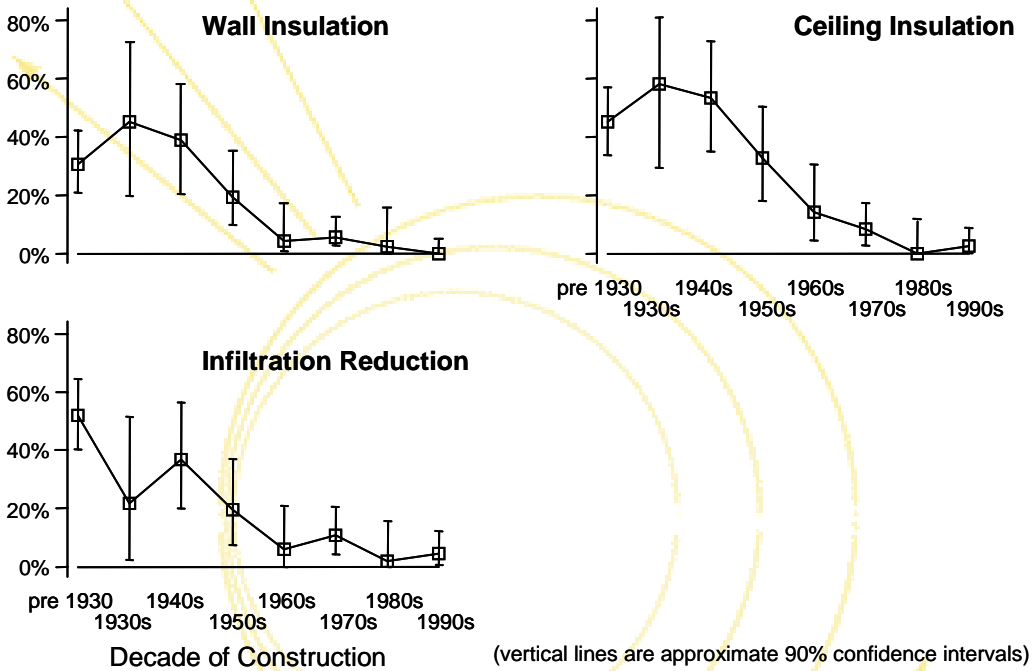 Wall Insulation
80%
60%
40%
20%
0%
Ceiling Insulation
pre 1930 1940s 1960s 1980s
1930s 1950s 1970s 1990s
Infiltration Reduction
80%
60%
40%
20%
0%
pre 1930 1940s 1960s 1980s
1930s 1950s 1970s 1990s
Decade of Construction
(vertical lines are approximate 90% confidence intervals)